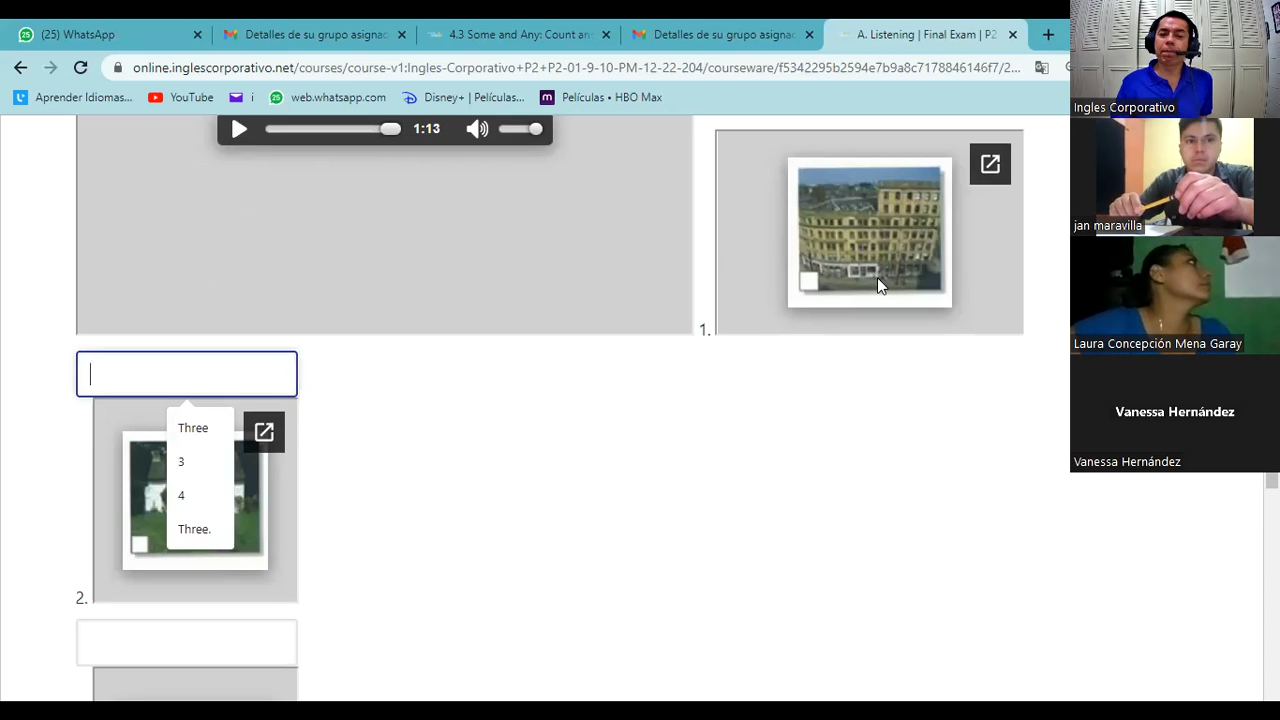 (25) WhatsApp
Detalles de su grupo asigna
me and Any: Count an
Detalles de su grupo asigna
A. Listening | Final Exam | P2
online.inglescorporativo.net/courses/course-v1:Ingles-Corporativo+P2+P2-01-9-10-PM-12-22-204/courseware/f5342295b2594e7b9a8c7178846146f7/2...
Aprender Idiomas...
YouTube
i
web.whatsapp.com
Disney+ | Películas...
Películas • HBO Max
1:13
1.
Three
3
4
Three.
2.
Ingles Corporativo
jan maravilla
Laura Concepción Mena Garay
Vanessa Hernández
Vanessa Hernández